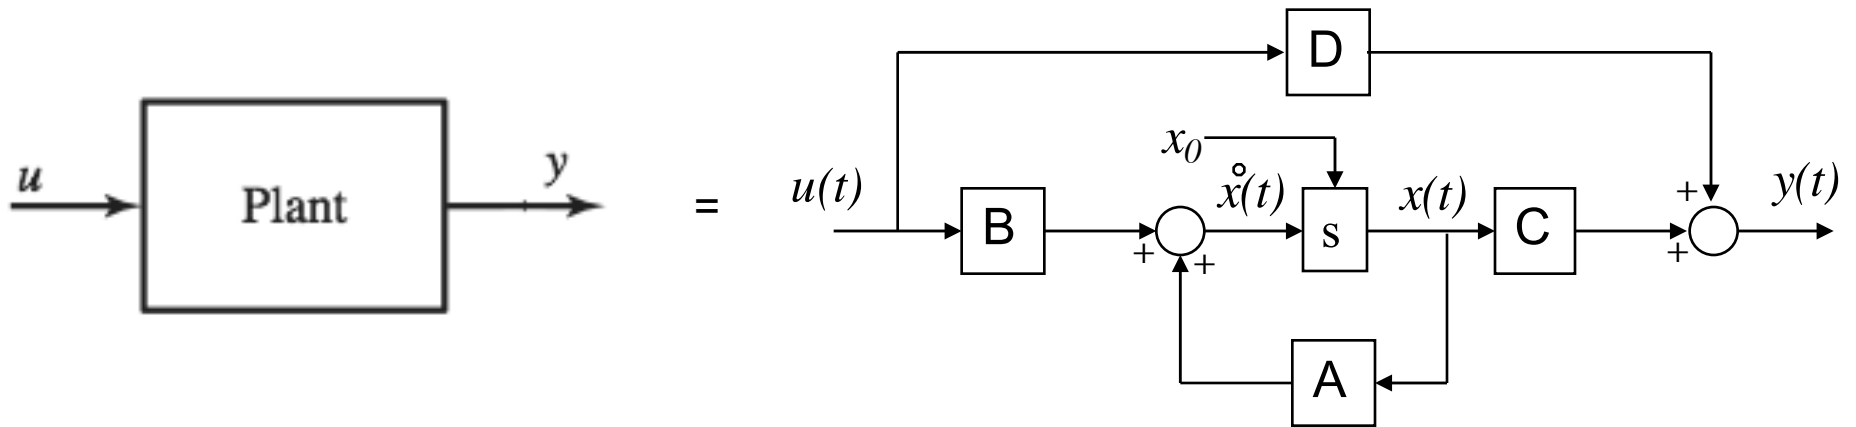 u
Plant
y
=
u(t)
B
+
+
x₀
x̊(t)
s
x(t)
A
C
D
+
+
y(t)